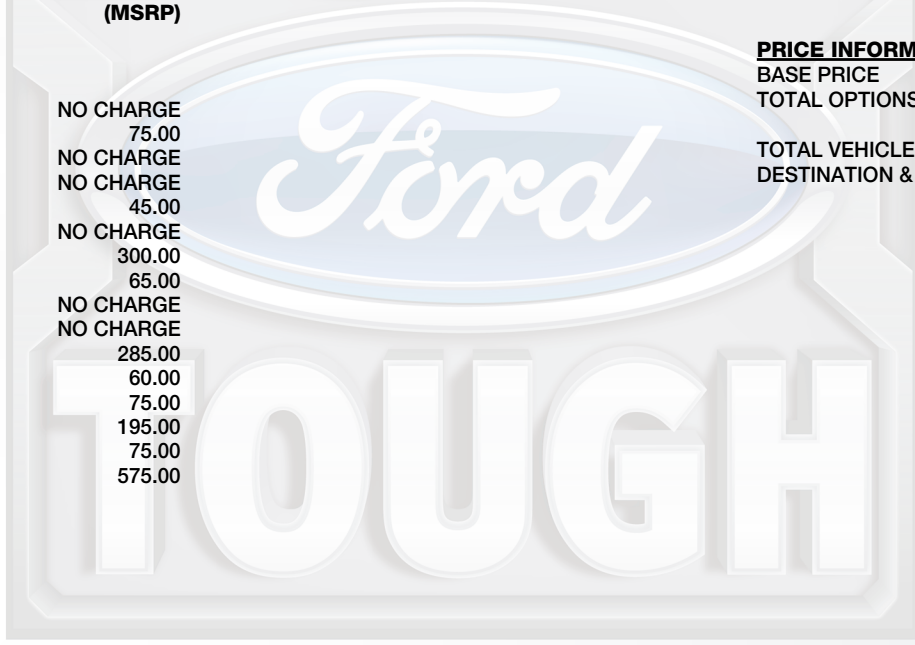 (MSRP)
PRICE INFORM
BASE PRICE
TOTAL OPTIONS
TOTAL VEHICLE
DESTINATION &
NO CHARGE
75.00
NO CHARGE
NO CHARGE
45.00
NO CHARGE
300.00
65.00
NO CHARGE
NO CHARGE
285.00
60.00
75.00
195.00
75.00
575.00
Ford
TOUGH